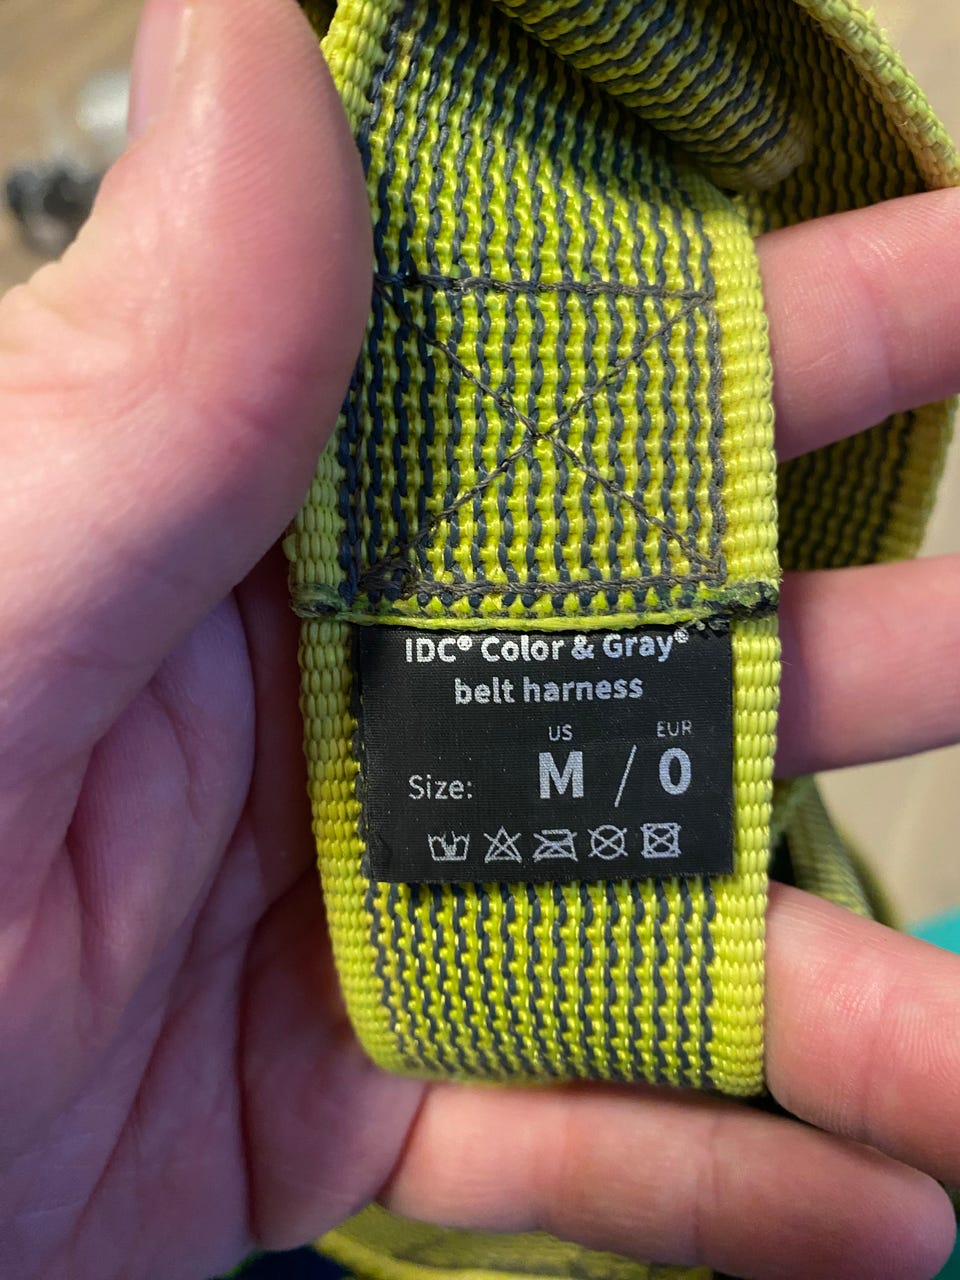 IDC® Color & Gray®
belt harness
US EUR
Size: M / 0